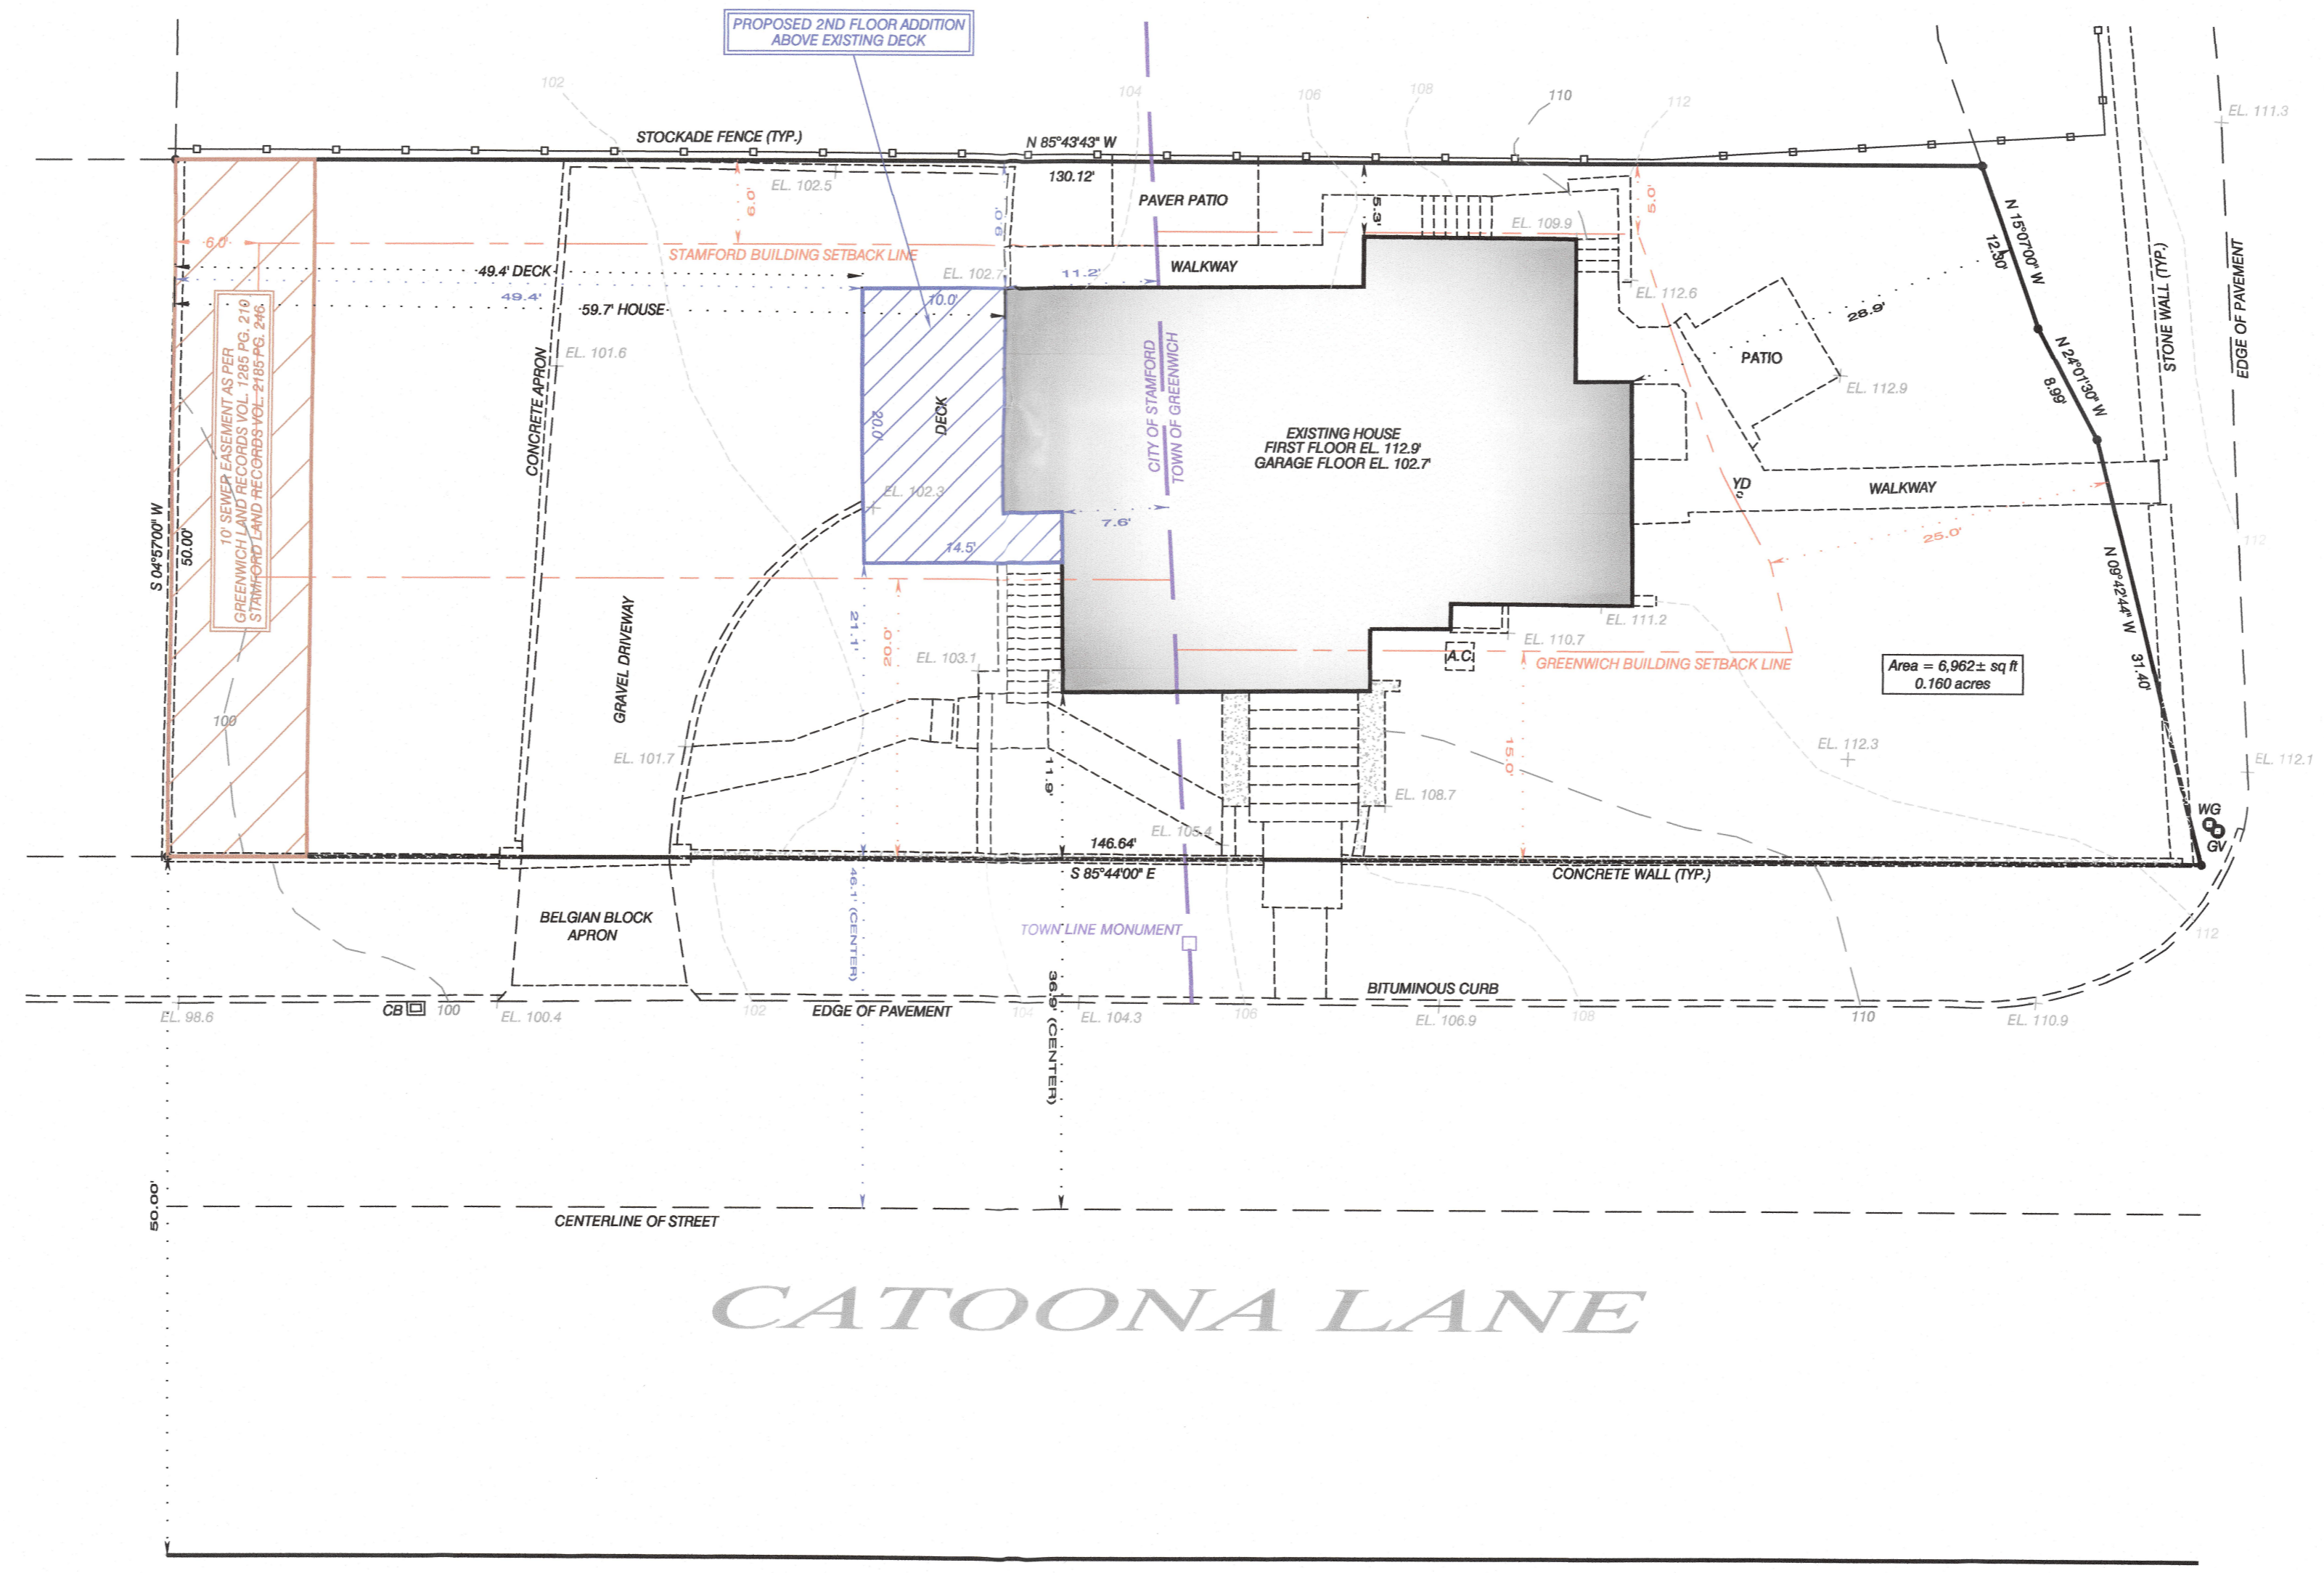 PROPOSED 2ND FLOOR ADDITION
ABOVE EXISTING DECK
102
104
106
108
110
112
EL. 111.3
STOCKADE FENCE (TYP.)
N 85°43'43" W
130.12'
EL. 102.5
6.0'
6.0'
9.0'
PAVER PATIO
5.3'
EL. 109.9
5.0'
N 15°07'00" W
12.30'
STONE WALL (TYP.)
EDGE OF PAVEMENT
STAMFORD BUILDING SETBACK LINE
49.4' DECK
EL. 102.7
11.2'
WALKWAY
49.4'
10.0'
59.7' HOUSE
EL. 112.6
28.9'
10' SEWER EASEMENT AS PER
GREENWICH LAND RECORDS VOL. 1285 PG. 210
STAMFORD LAND RECORDS VOL. 2185 PG. 246
CONCRETE APRON
EL. 101.6
20.0'
DECK
CITY OF STAMFORD
TOWN OF GREENWICH
PATIO
EL. 112.9
N 24°01'30" W
8.99'
EXISTING HOUSE
FIRST FLOOR EL. 112.9'
GARAGE FLOOR EL. 102.7'
EL. 102.3
YD
WALKWAY
S 04°57'00" W
50.00'
14.5'
7.6'
25.0'
112
N 09°42'44" W
31.40'
GRAVEL DRIVEWAY
21.1'
20.0'
EL. 111.2
EL. 110.7
A.C.
EL. 103.1
GREENWICH BUILDING SETBACK LINE
Area = 6,962± sq ft
0.160 acres
100
EL. 101.7
11.9'
15.0'
EL. 112.3
EL. 112.1
EL. 108.7
EL. 105.4
WG
GV
146.64'
S 85°44'00" E
CONCRETE WALL (TYP.)
BELGIAN BLOCK
APRON
46.1' (CENTER)
TOWN LINE MONUMENT
112
36.9' (CENTER)
BITUMINOUS CURB
EL. 98.6
CB
100
EL. 100.4
102
EDGE OF PAVEMENT
104
EL. 104.3
106
EL. 106.9
108
110
EL. 110.9
50.00'
CENTERLINE OF STREET
CATOONA LANE